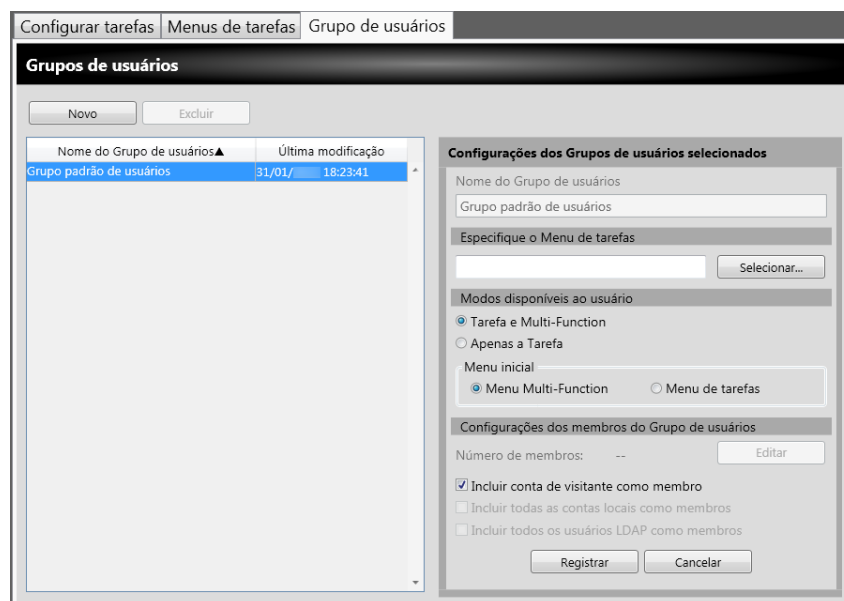 Configurar tarefas Menus de tarefas Grupo de usuários
Grupos de usuários
Novo Excluir
Nome do Grupo de usuários▲ Última modificação
Grupo padrão de usuários 31/01/ 18:23:41
Configurações dos Grupos de usuários selecionados
Nome do Grupo de usuários
Grupo padrão de usuários
Especifique o Menu de tarefas
Selecionar...
Modos disponíveis ao usuário
Tarefa e Multi-Function
Apenas a Tarefa
Menu inicial
Menu Multi-Function Menu de tarefas
Configurações dos membros do Grupo de usuários
Número de membros: -- Editar
Incluir conta de visitante como membro
Incluir todas as contas locais como membros
Incluir todos os usuários LDAP como membros
Registrar Cancelar